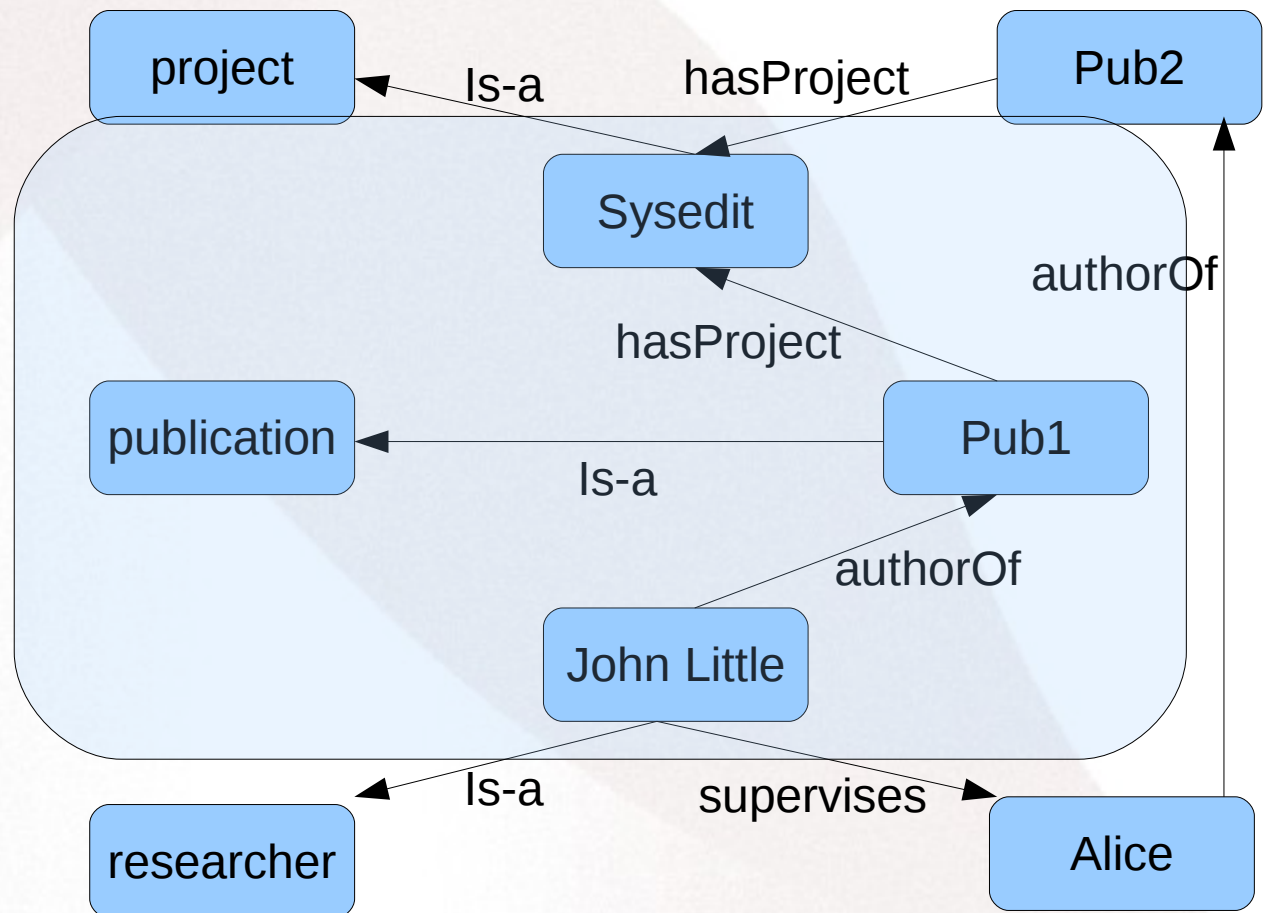 project
Is-a
hasProject
Pub2
Sysedit
authorOf
hasProject
publication
Is-a
Pub1
authorOf
John Little
Is-a
supervises
researcher
Alice